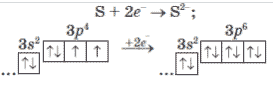 S + 2e⁻ → S²⁻;
3p⁴ 3p⁶
3s² ↑↓ ↑ ↑ +2e⁻ → 3s² ↑↓ ↑↓ ↑↓
... ↑↓ ... ↑↓